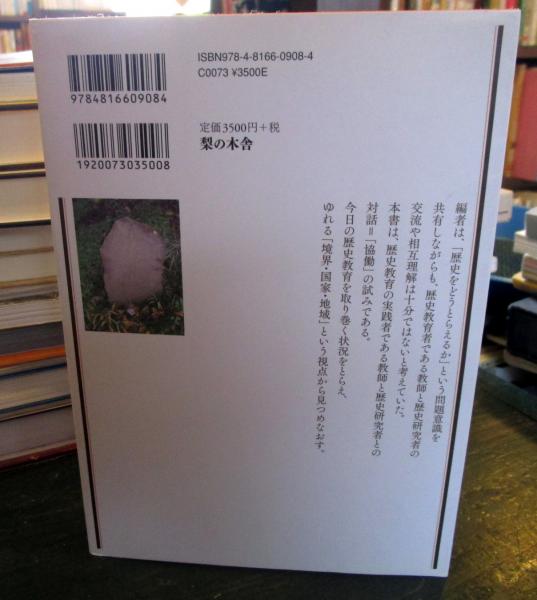 ISBN978-4-8166-0908-4
C0073 ¥3500E
9784816609084
定価3500円+税
梨の木舎
1920073035008
編者は、「歴史をどうとらえるか」という問題意識を
共有しながらも、歴史教育者である教師と歴史研究者の
交流や相互理解は十分ではないと考えていた。
本書は、歴史教育の実践者である教師と歴史研究者との
対話＝「協働」の試みである。
今日の歴史教育を取り巻く状況をとらえ、
ゆれる「境界・国家・地域」という視点から見つめなおす。